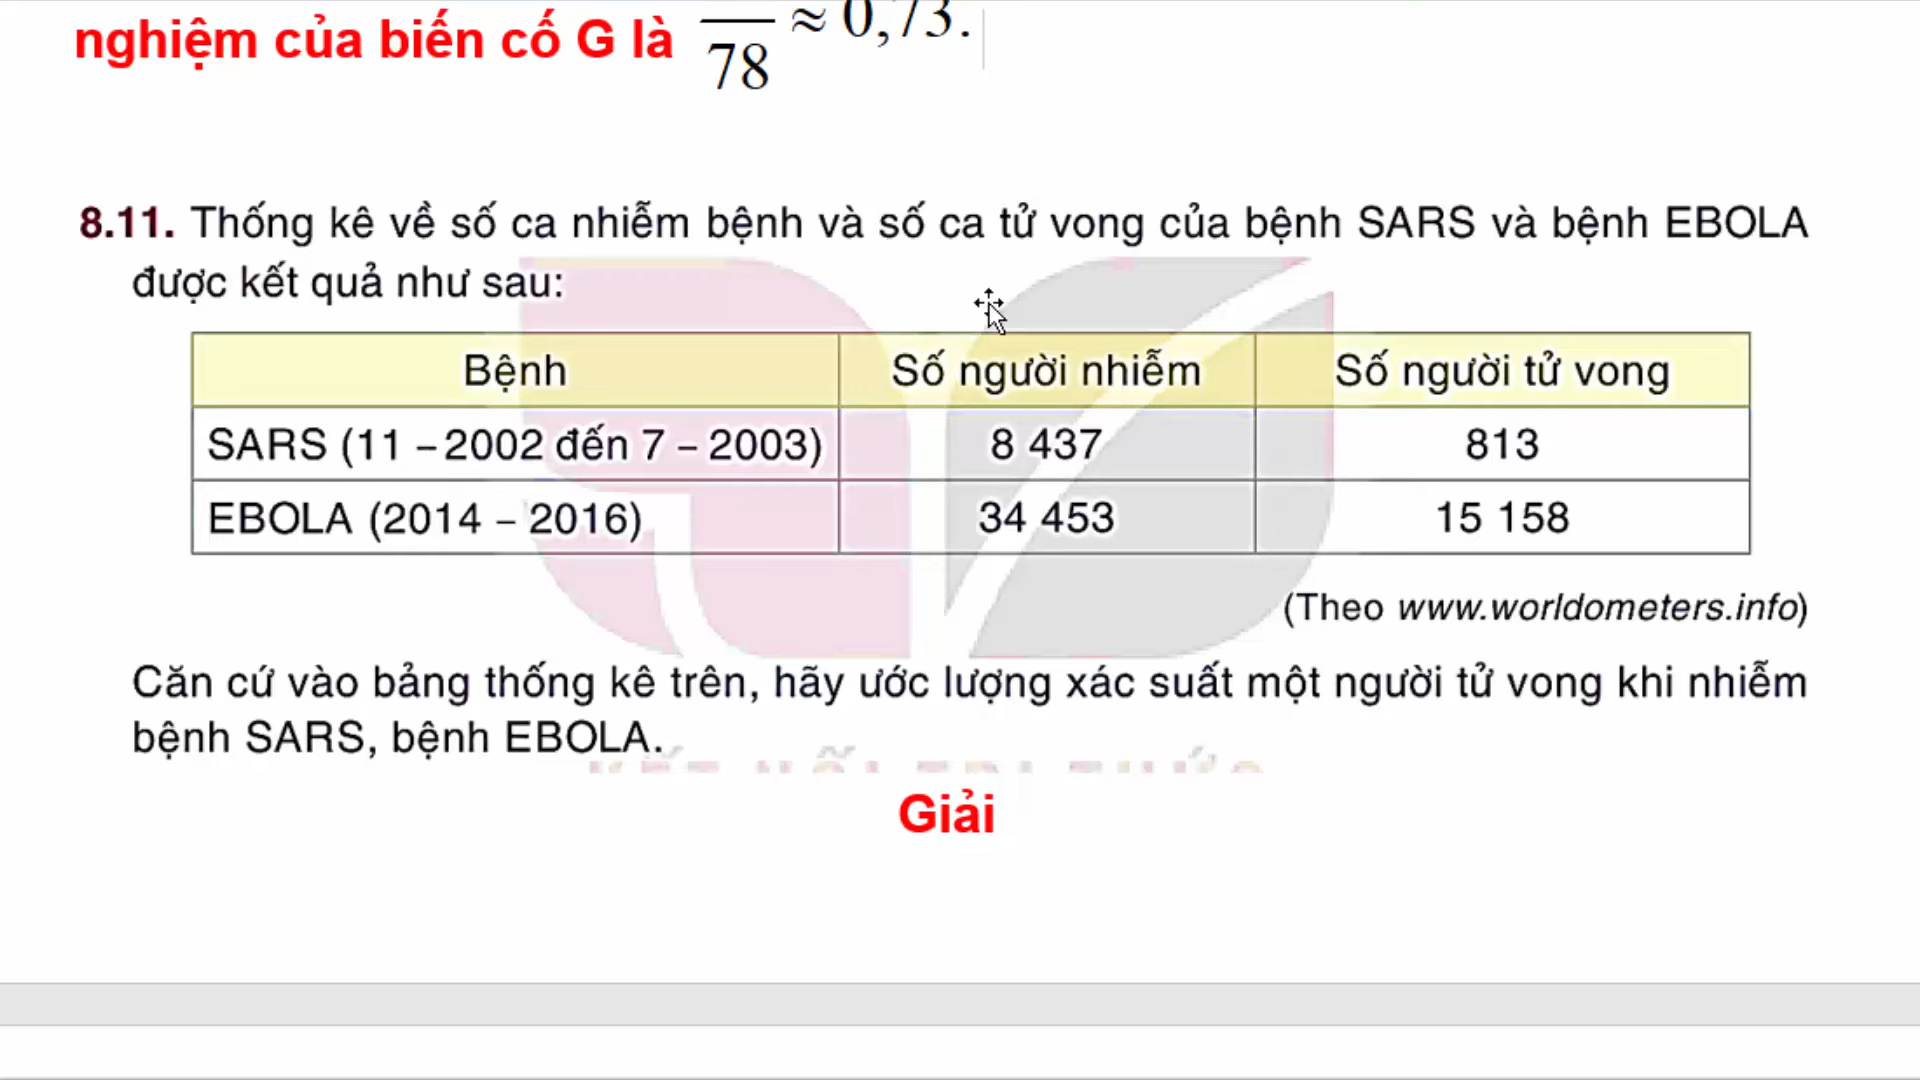 nghiệm của biến cố G là 78 ≈ 0,73.
8.11. Thống kê về số ca nhiễm bệnh và số ca tử vong của bệnh SARS và bệnh EBOLA
được kết quả như sau:
Bệnh Số người nhiễm Số người tử vong
SARS (11 – 2002 đến 7 – 2003) 8 437 813
EBOLA (2014 – 2016) 34 453 15 158
(Theo www.worldometers.info)
Căn cứ vào bảng thống kê trên, hãy ước lượng xác suất một người tử vong khi nhiễm
bệnh SARS, bệnh EBOLA.
Giải